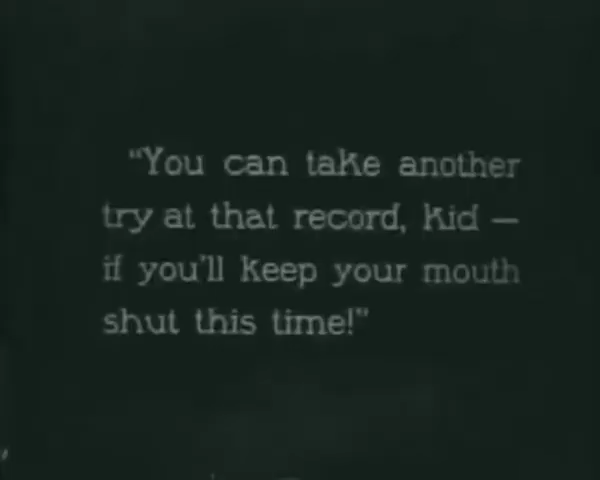 "You can take another
try at that record, kid —
if you'll keep your mouth
shut this time!"